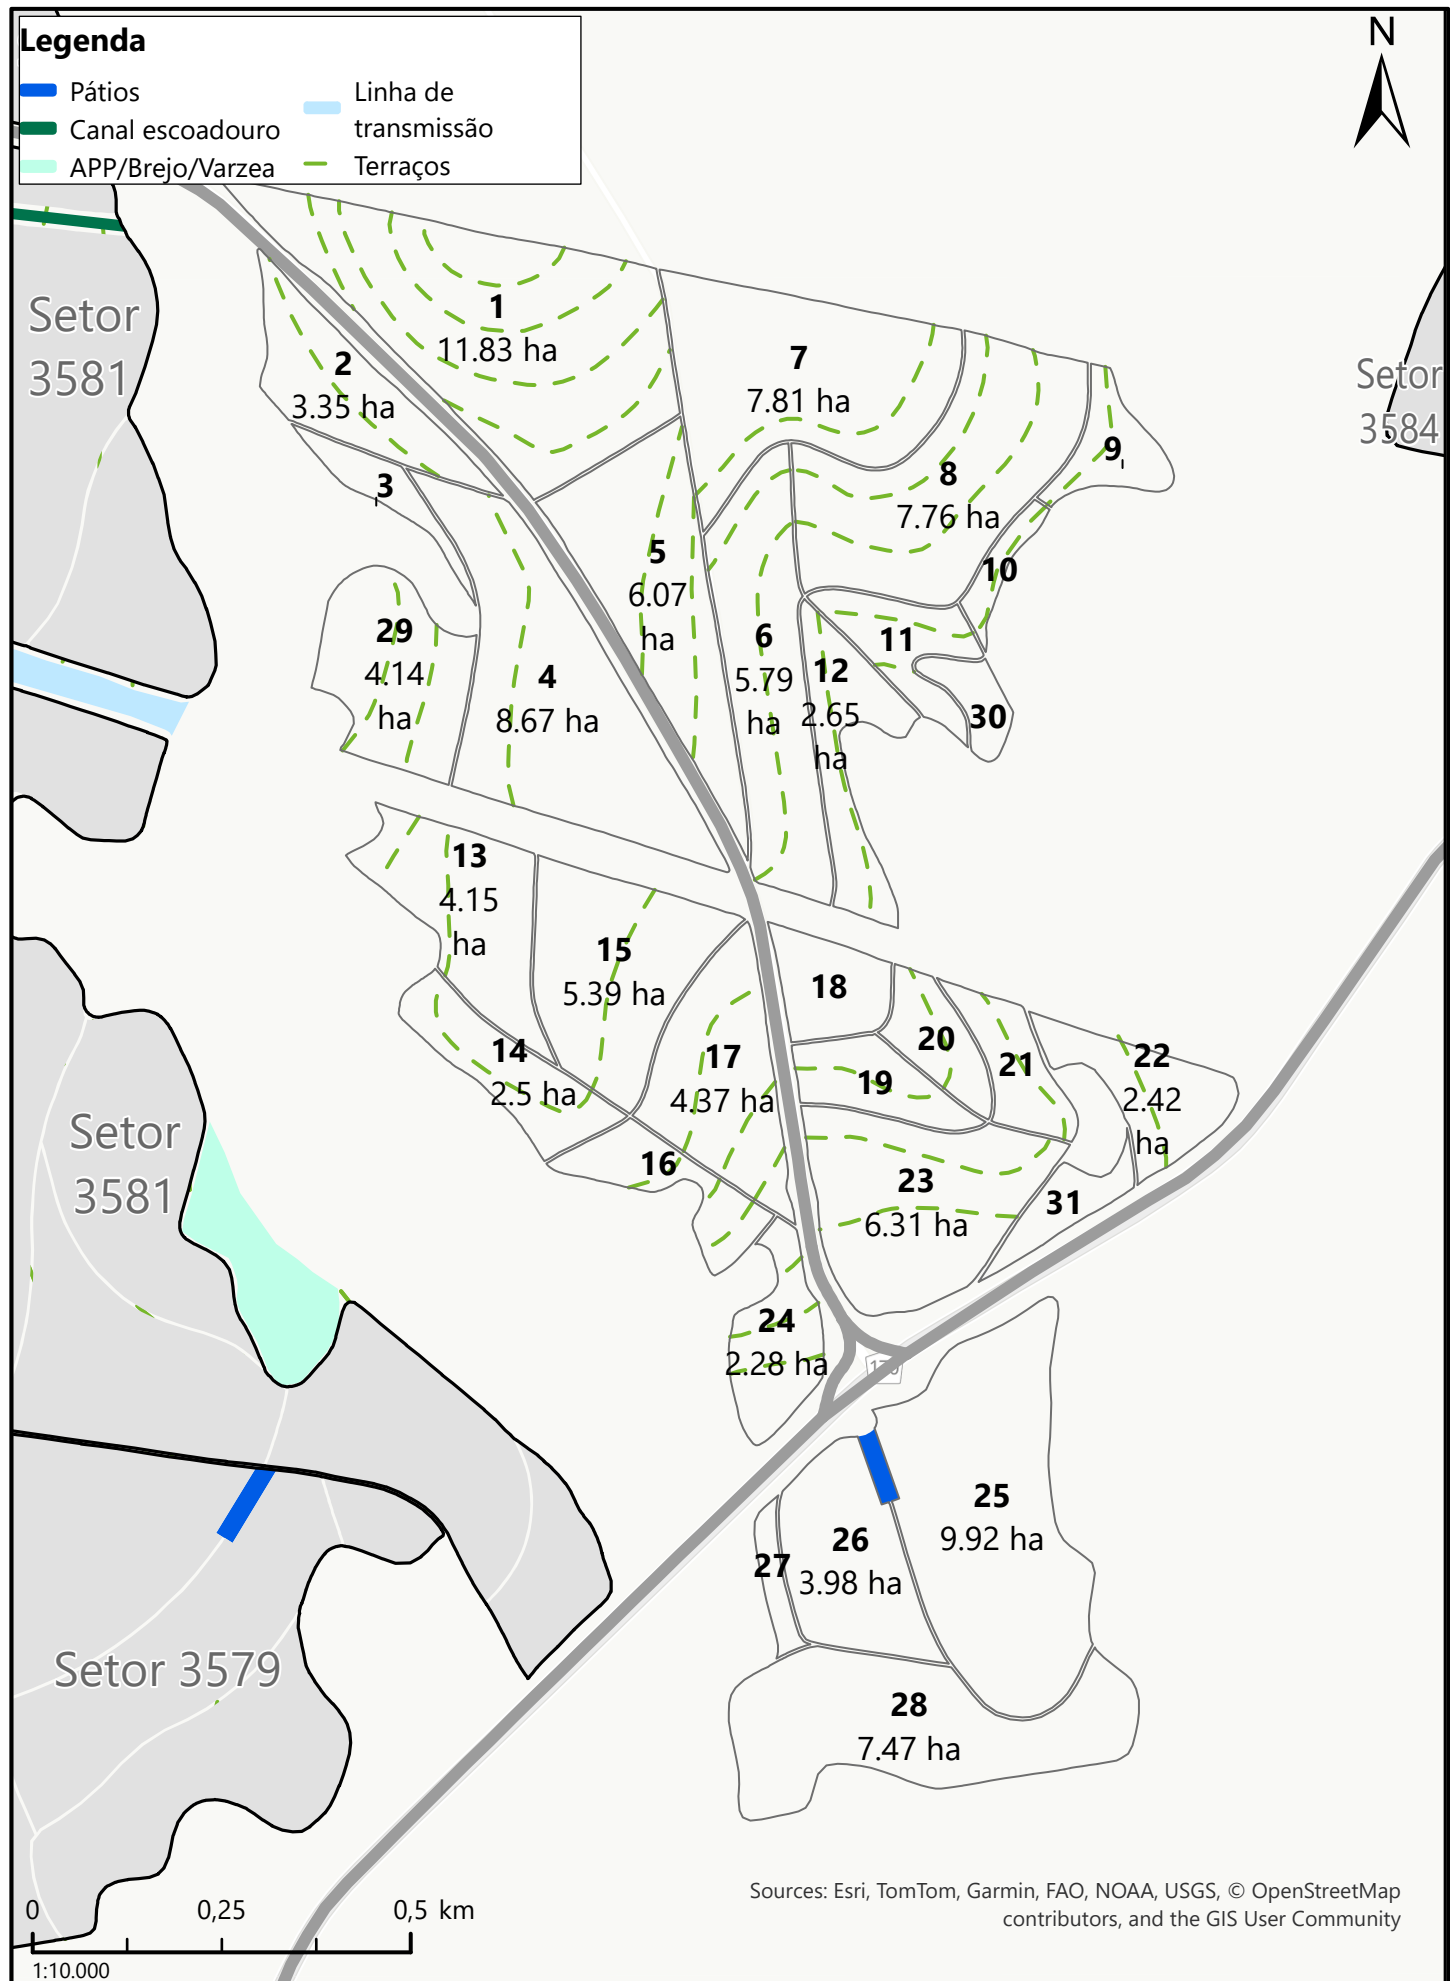 Legenda
Pátios
Canal escoadouro
APP/Brejo/Varzea
Linha de
transmissão
Terraços
N
Setor
3581
Setor
3584
1
11.83 ha
2
3.35 ha
3
7
7.81 ha
8
7.76 ha
9
10
5
6.07
ha
6
5.79
ha
11
12
2.65
ha
30
29
4.14
ha
4
8.67 ha
13
4.15
ha
15
5.39 ha
14
2.5 ha
17
4.37 ha
16
18
20
19
21
22
2.42
ha
23
6.31 ha
31
Setor
3581
24
2.28 ha
25
9.92 ha
26
3.98 ha
27
28
7.47 ha
Setor 3579
0 0,25 0,5 km
1:10.000
Sources: Esri, TomTom, Garmin, FAO, NOAA, USGS, © OpenStreetMap
contributors, and the GIS User Community